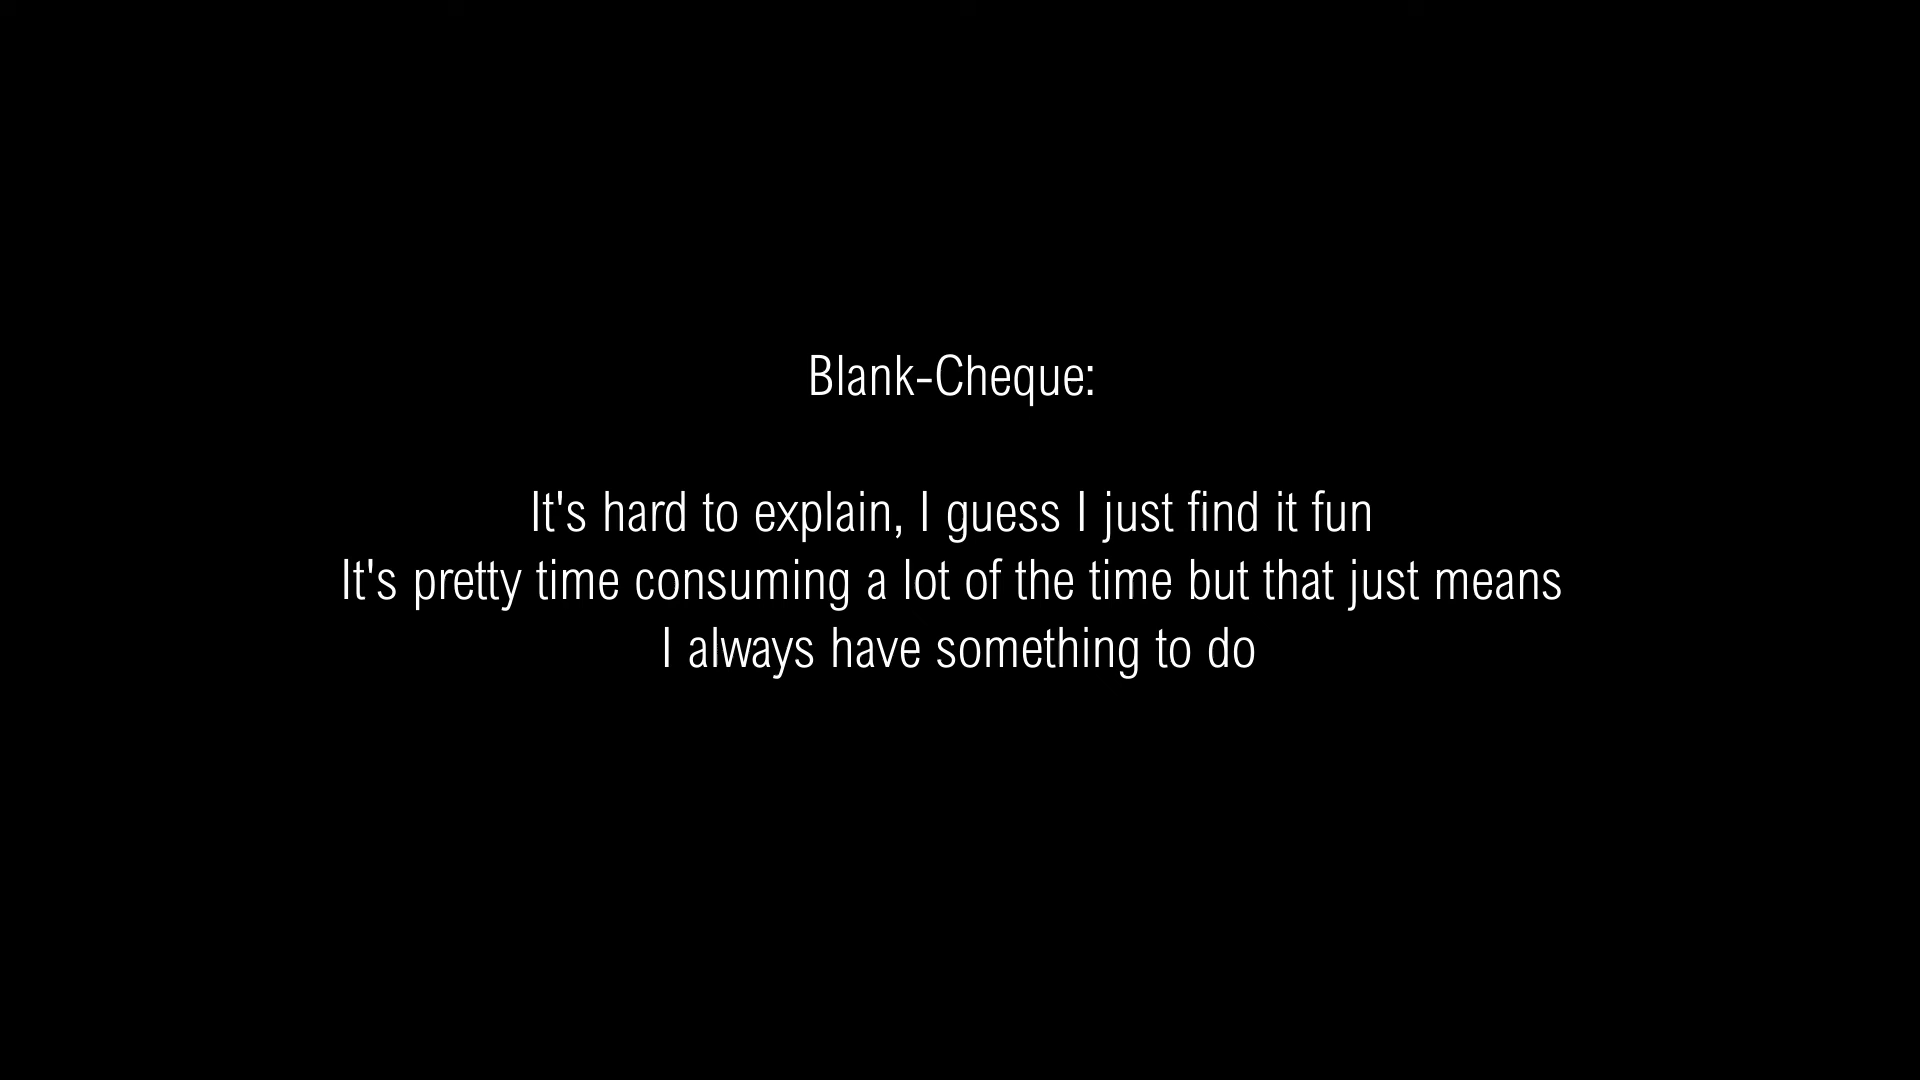 Blank-Cheque:
It's hard to explain, I guess I just find it fun
It's pretty time consuming a lot of the time but that just means
I always have something to do